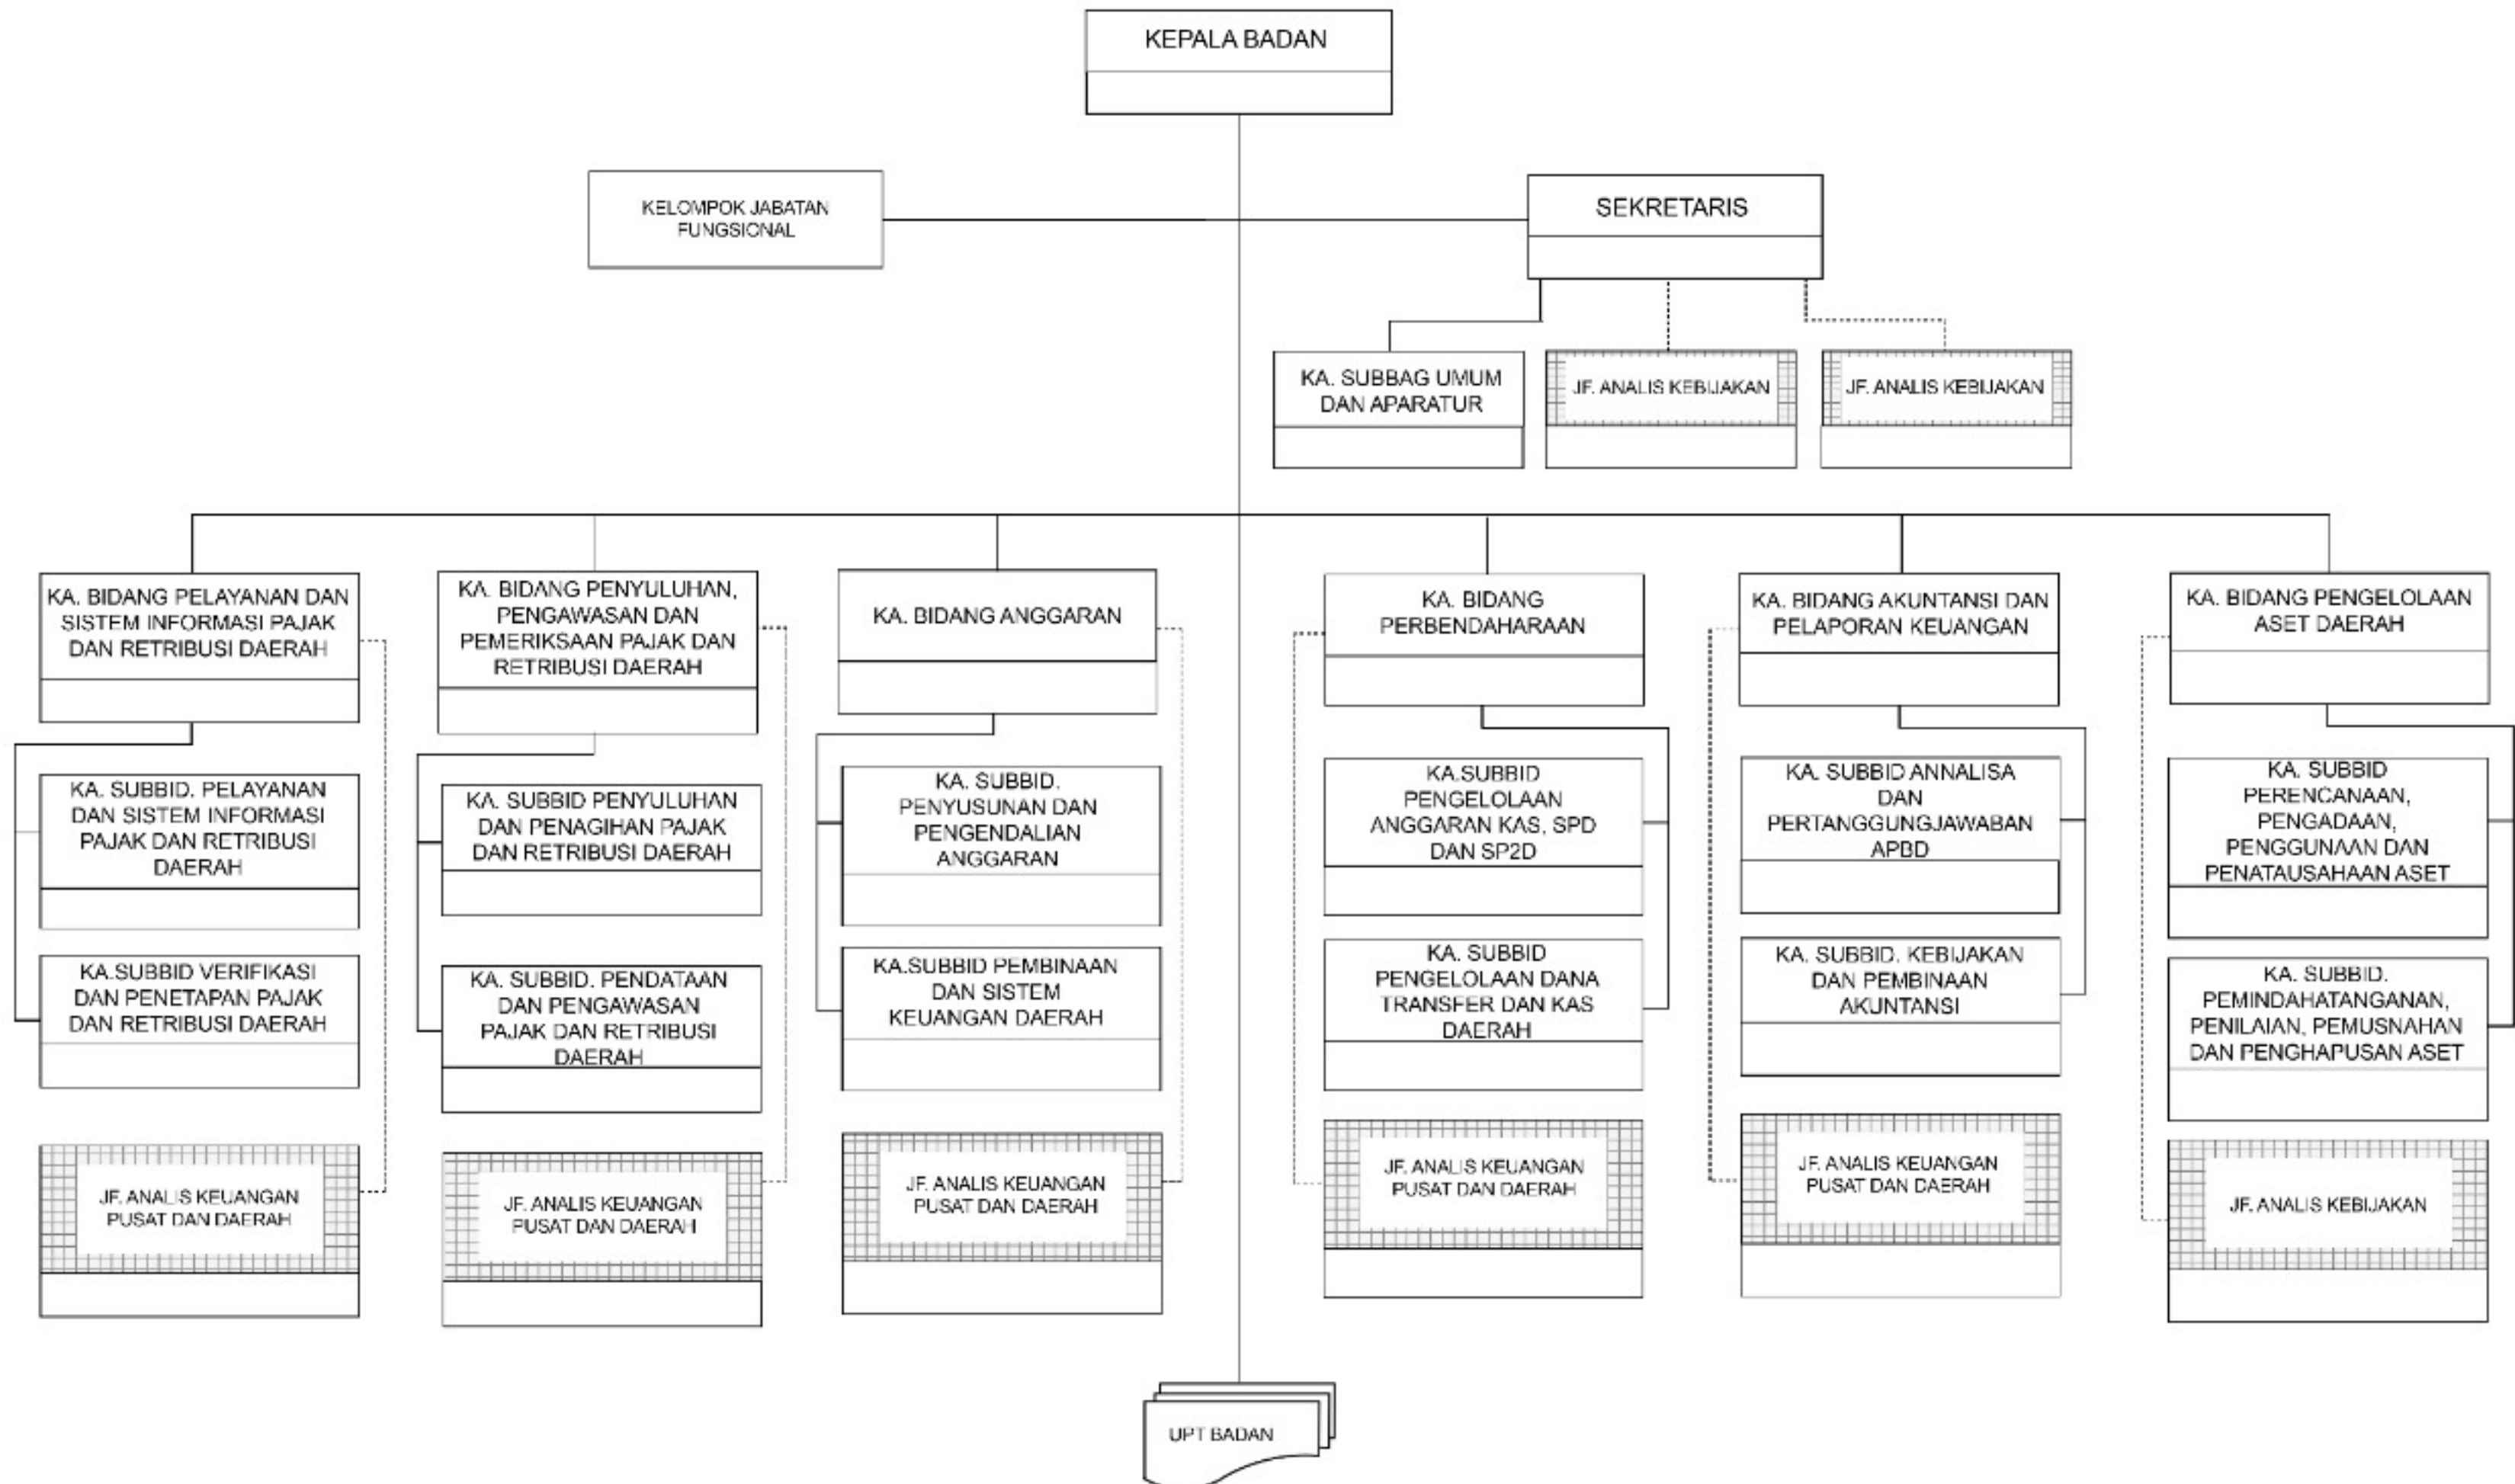 KEPALA BADAN
KELOMPOK JABATAN
FUNGSIONAL
SEKRETARIS
KA. SUBBAG UMUM
DAN APARATUR
JF. ANALIS KEBIJAKAN
JF. ANALIS KEBIJAKAN
KA. BIDANG PELAYANAN DAN
SISTEM INFORMASI PAJAK
DAN RETRIBUSI DAERAH
KA. BIDANG PENYULUHAN,
PENGAWASAN DAN
PEMERIKSAAN PAJAK DAN
RETRIBUSI DAERAH
KA. BIDANG ANGGARAN
KA. BIDANG
PERBENDAHARAAN
KA. BIDANG AKUNTANSI DAN
PELAPORAN KEUANGAN
KA. BIDANG PENGELOLAAN
ASET DAERAH
KA. SUBBID. PELAYANAN
DAN SISTEM INFORMASI
PAJAK DAN RETRIBUSI
DAERAH
KA. SUBBID PENYULUHAN
DAN PENAGIHAN PAJAK
DAN RETRIBUSI DAERAH
KA. SUBBID.
PENYUSUNAN DAN
PENGENDALIAN
ANGGARAN
KA.SUBBID
PENGELOLAAN
ANGGARAN KAS, SPD
DAN SP2D
KA. SUBBID ANNALISA
DAN
PERTANGGUNGJAWABAN
APBD
KA. SUBBID
PERENCANAAN,
PENGADAAN,
PENGGUNAAN DAN
PENATAUSAHAAN ASET
KA.SUBBID VERIFIKASI
DAN PENETAPAN PAJAK
DAN RETRIBUSI DAERAH
KA. SUBBID. PENDATAAN
DAN PENGAWASAN
PAJAK DAN RETRIBUSI
DAERAH
KA.SUBBID PEMBINAAN
DAN SISTEM
KEUANGAN DAERAH
KA. SUBBID
PENGELOLAAN DANA
TRANSFER DAN KAS
DAERAH
KA. SUBBID. KEBIJAKAN
DAN PEMBINAAN
AKUNTANSI
KA. SUBBID.
PEMINDAHATANGANAN,
PENILAIAN, PEMUSNAHAN
DAN PENGHAPUSAN ASET
JF. ANALIS KEUANGAN
PUSAT DAN DAERAH
JF. ANALIS KEUANGAN
PUSAT DAN DAERAH
JF. ANALIS KEUANGAN
PUSAT DAN DAERAH
JF. ANALIS KEUANGAN
PUSAT DAN DAERAH
JF. ANALIS KEUANGAN
PUSAT DAN DAERAH
JF. ANALIS KEBIJAKAN
UPT BADAN